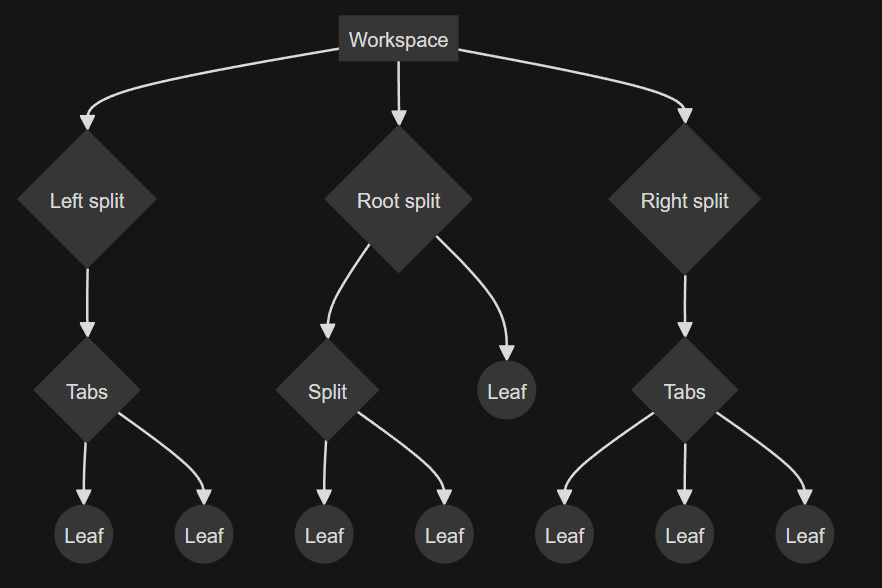 Workspace
Left split
Root split
Right split
Tabs
Split
Leaf
Tabs
Leaf
Leaf
Leaf
Leaf
Leaf
Leaf
Leaf